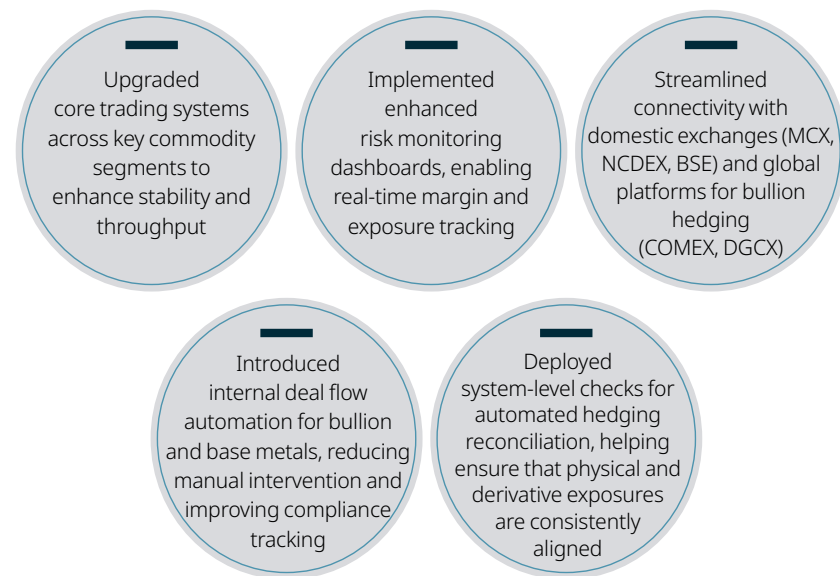 Upgraded
core trading systems
across key commodity
segments to
enhance stability and
throughput
Implemented
enhanced
risk monitoring
dashboards, enabling
real-time margin and
exposure tracking
Streamlined
connectivity with
domestic exchanges (MCX,
NCDEX, BSE) and global
platforms for bullion
hedging
(COMEX, DGCX)
Introduced
internal deal flow
automation for bullion
and base metals, reducing
manual intervention and
improving compliance
tracking
Deployed
system-level checks for
automated hedging
reconciliation, helping
ensure that physical and
derivative exposures
are consistently
aligned